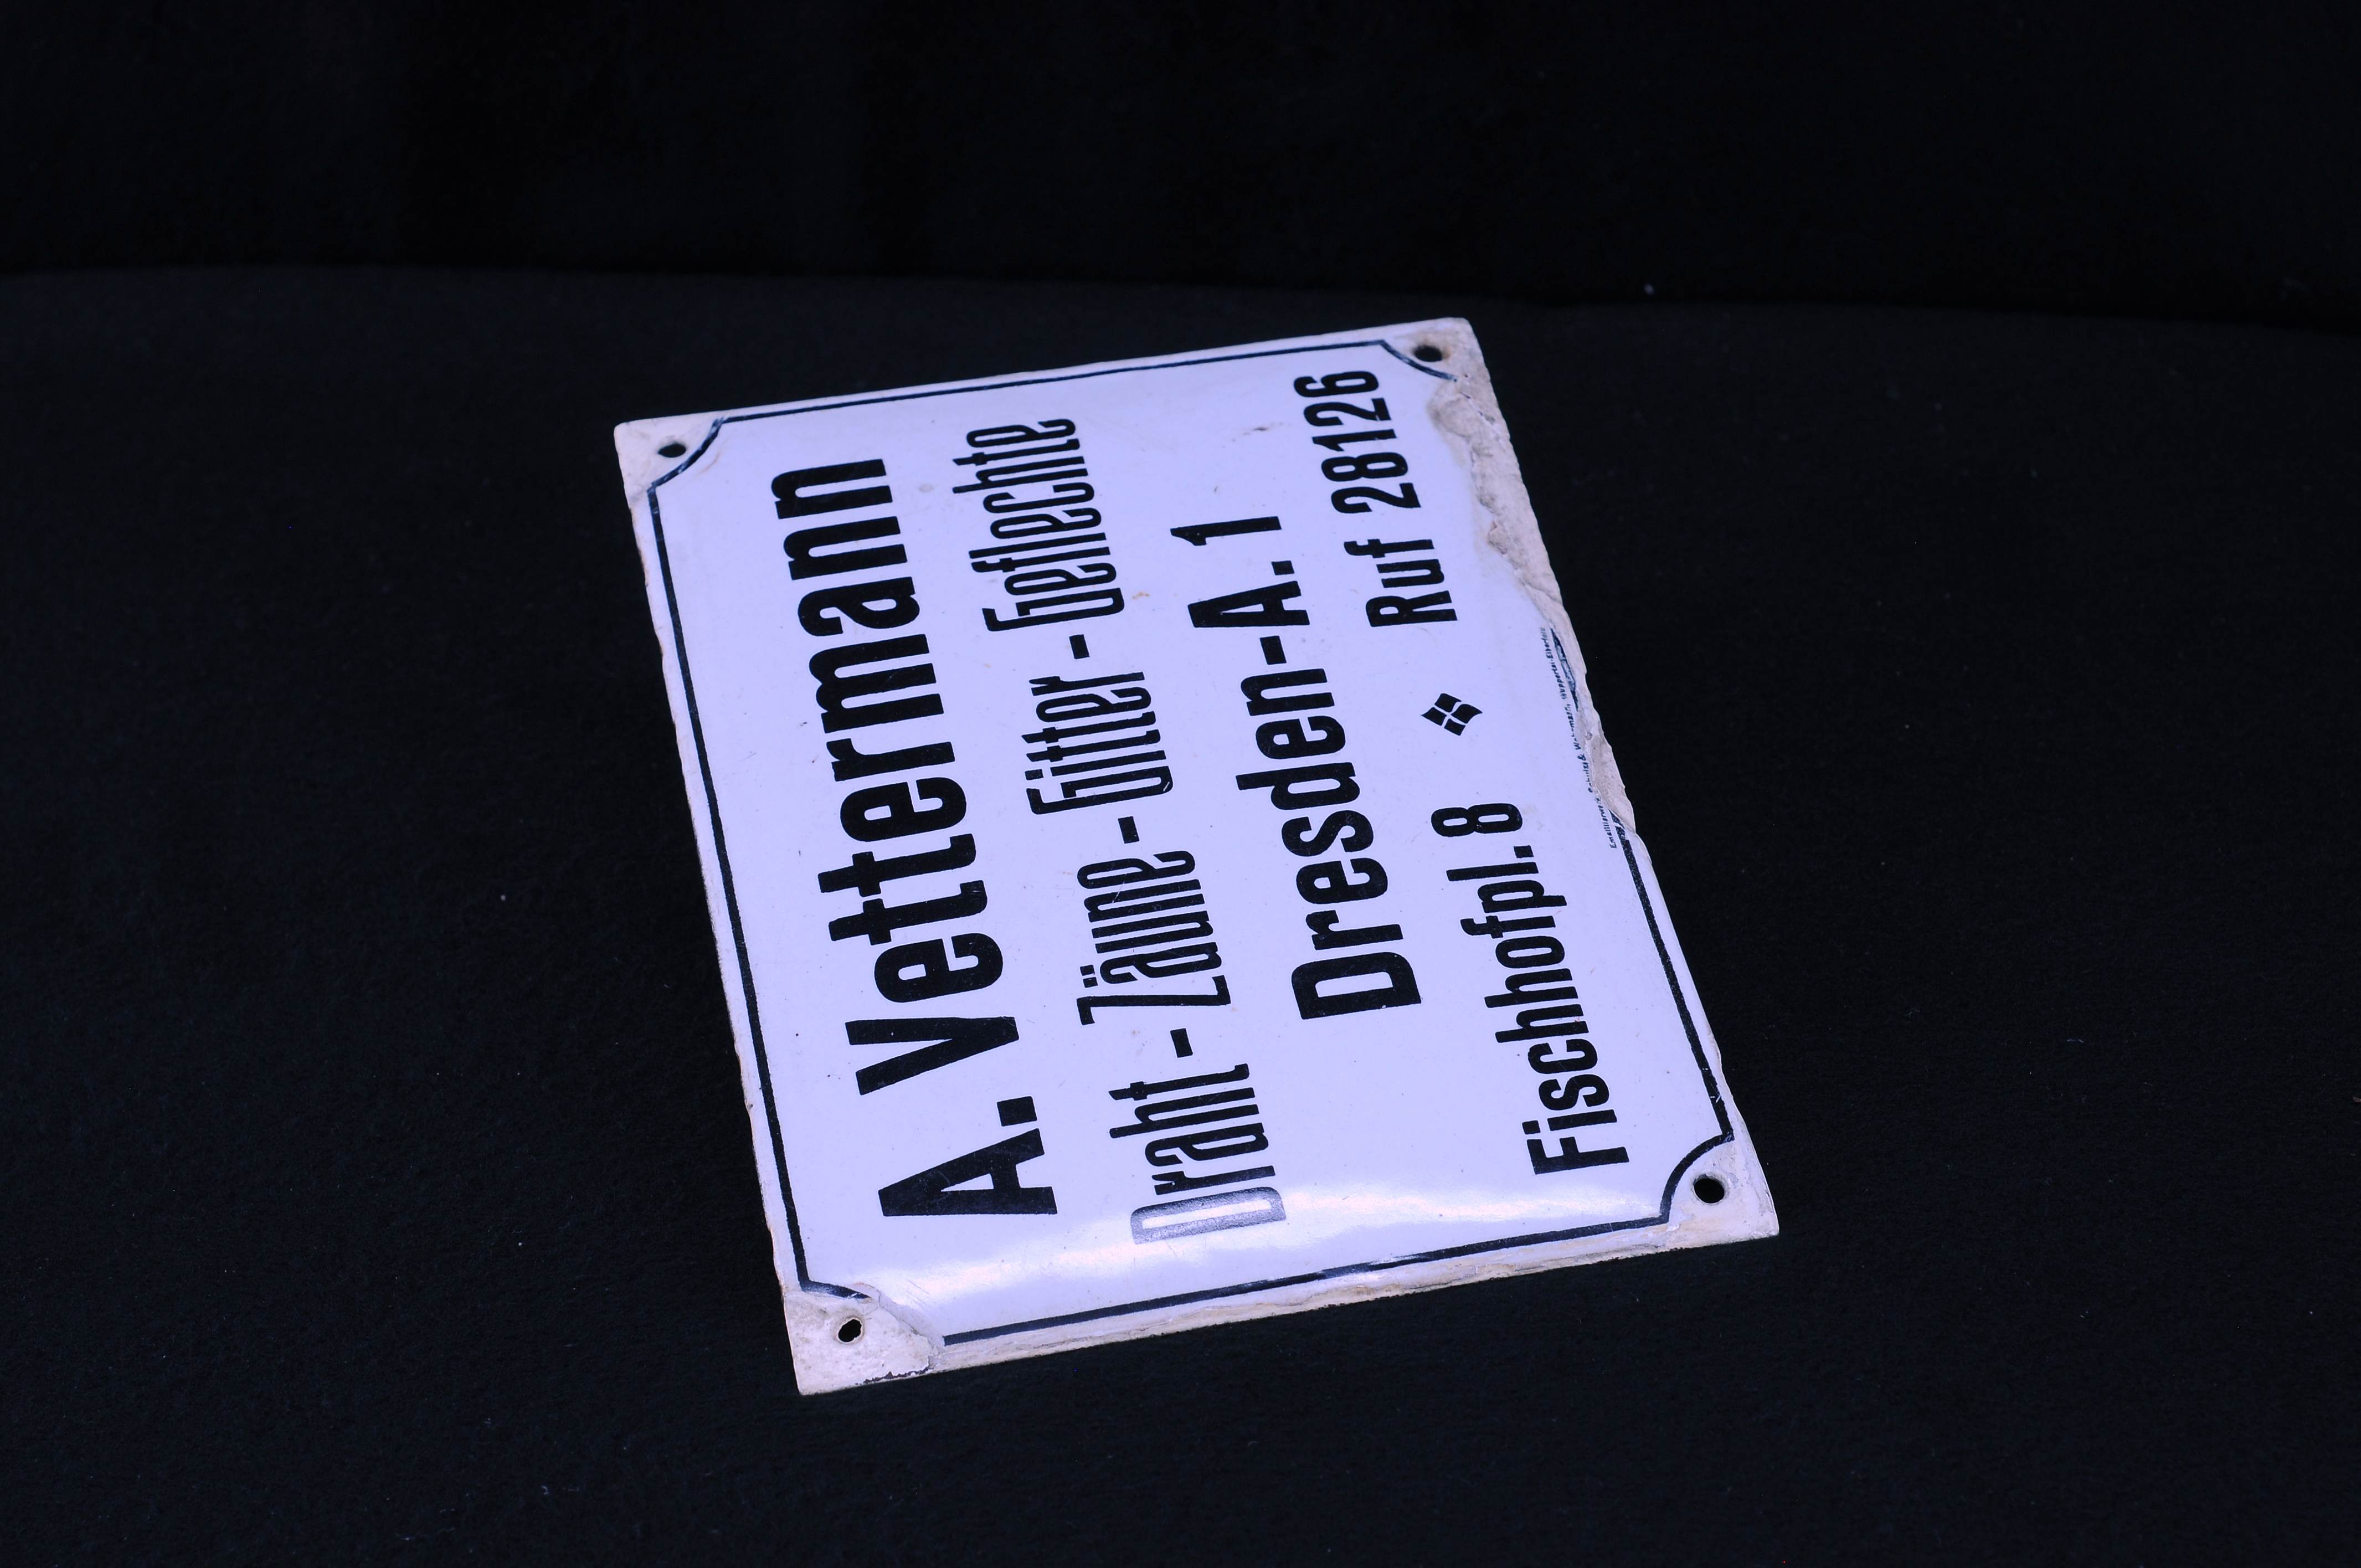 A. Vettermann
Draht - Zäune - Gitter - Geflechte
Dresden-A. 1
Fischhofpl. 8 Ruf 28126